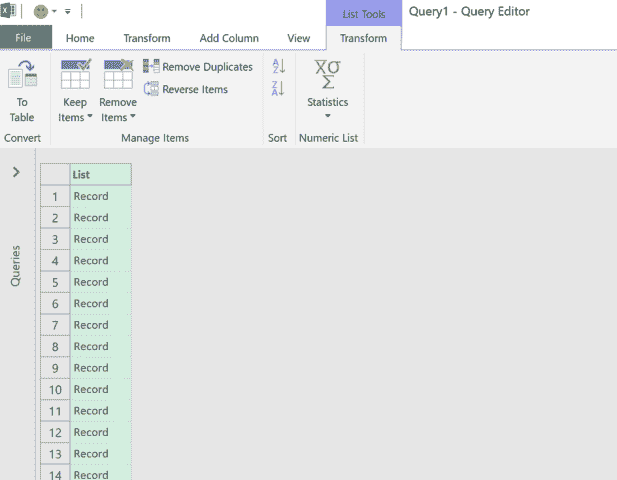 List Tools
Query1 - Query Editor
File Home Transform Add Column View Transform
To Table
Keep Items
Remove Items
Remove Duplicates
Reverse Items
Statistics
Convert Manage Items Sort Numeric List
Queries
List
1 Record
2 Record
3 Record
4 Record
5 Record
6 Record
7 Record
8 Record
9 Record
10 Record
11 Record
12 Record
13 Record
14 Record